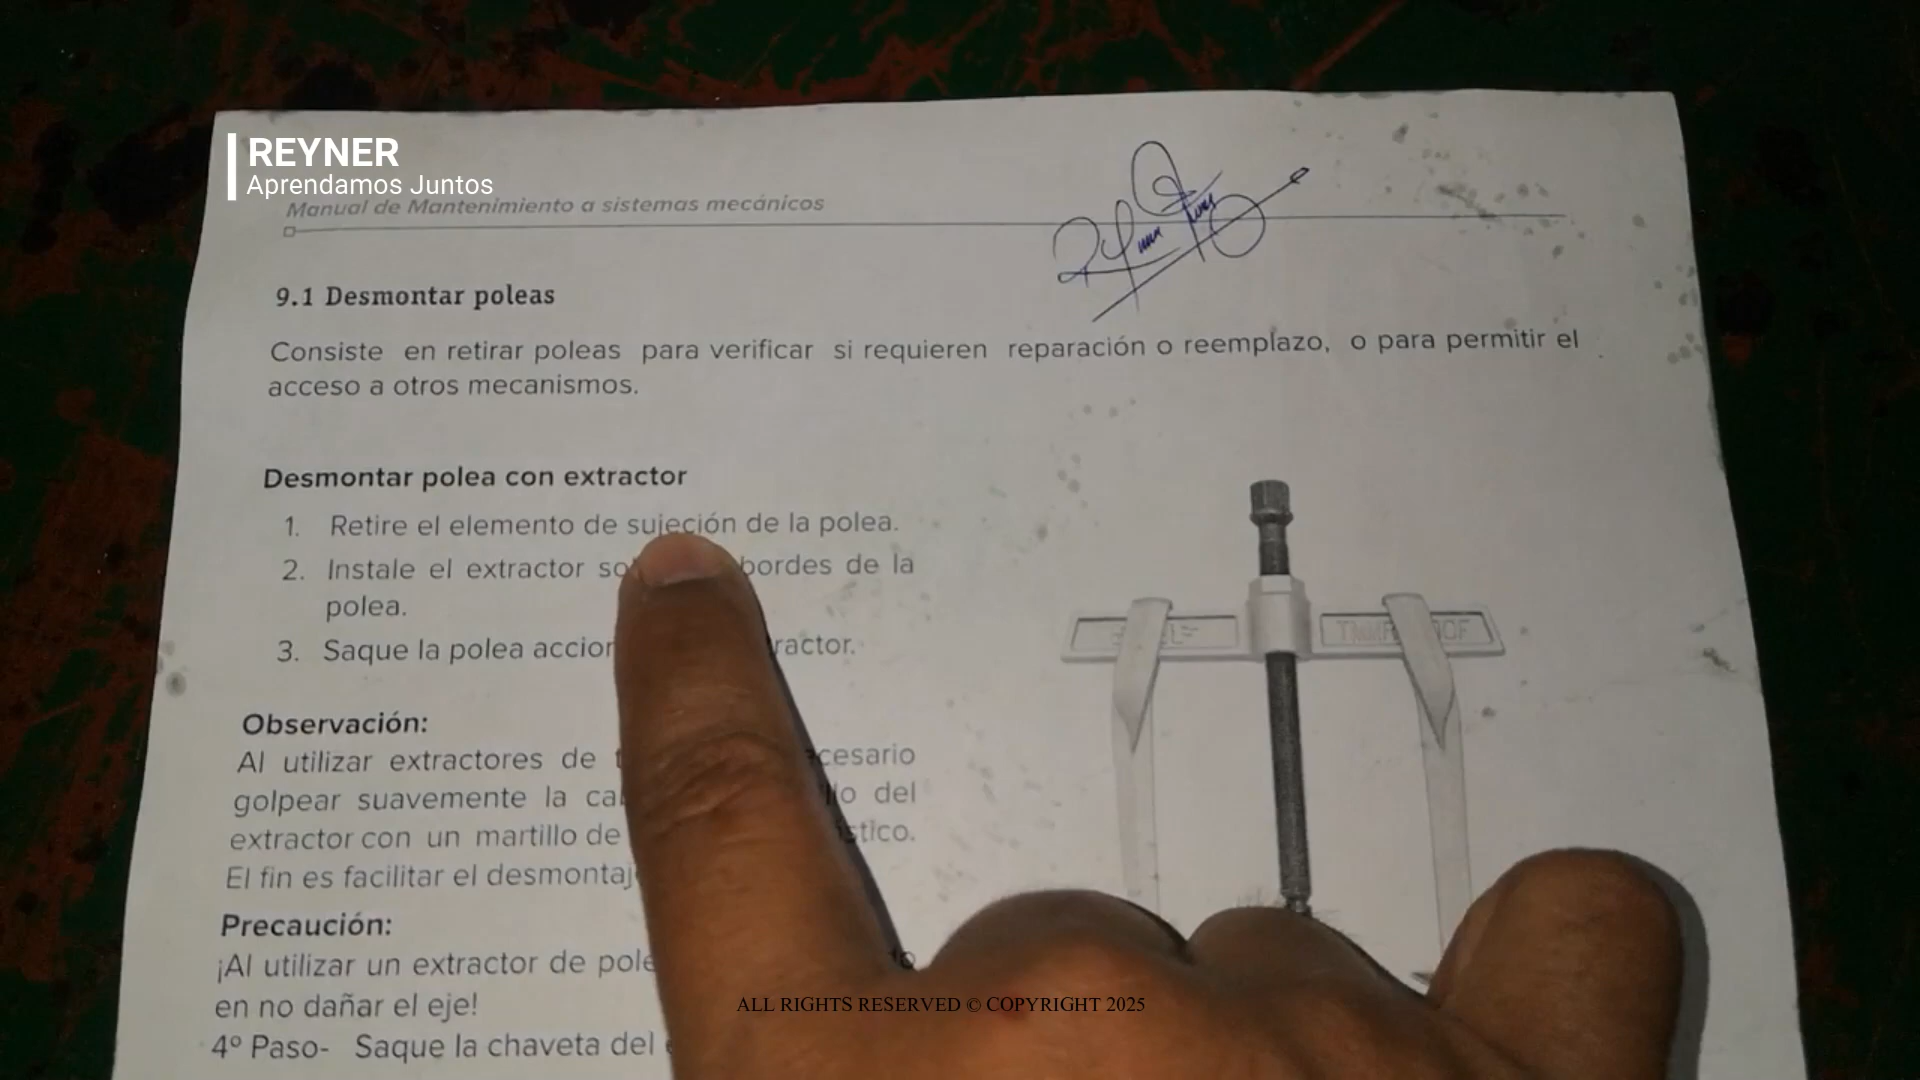 REYNER
Aprendamos Juntos
Manual de Mantenimiento a sistemas mecánicos
9.1 Desmontar poleas
Consiste en retirar poleas para verificar si requieren reparación o reemplazo, o para permitir el
acceso a otros mecanismos.
Desmontar polea con extractor
1. Retire el elemento de sujeción de la polea.
2. Instale el extractor bordes de la
polea.
3. Saque la polea
Observación:
Al utilizar extractores de
golpear suavemente la del
extractor con un martillo de
El fin es facilitar el
Precaución:
¡Al utilizar un extractor de
en no dañar el eje!
4º Paso- Saque la chaveta del
ALL RIGHTS RESERVED © COPYRIGHT 2025